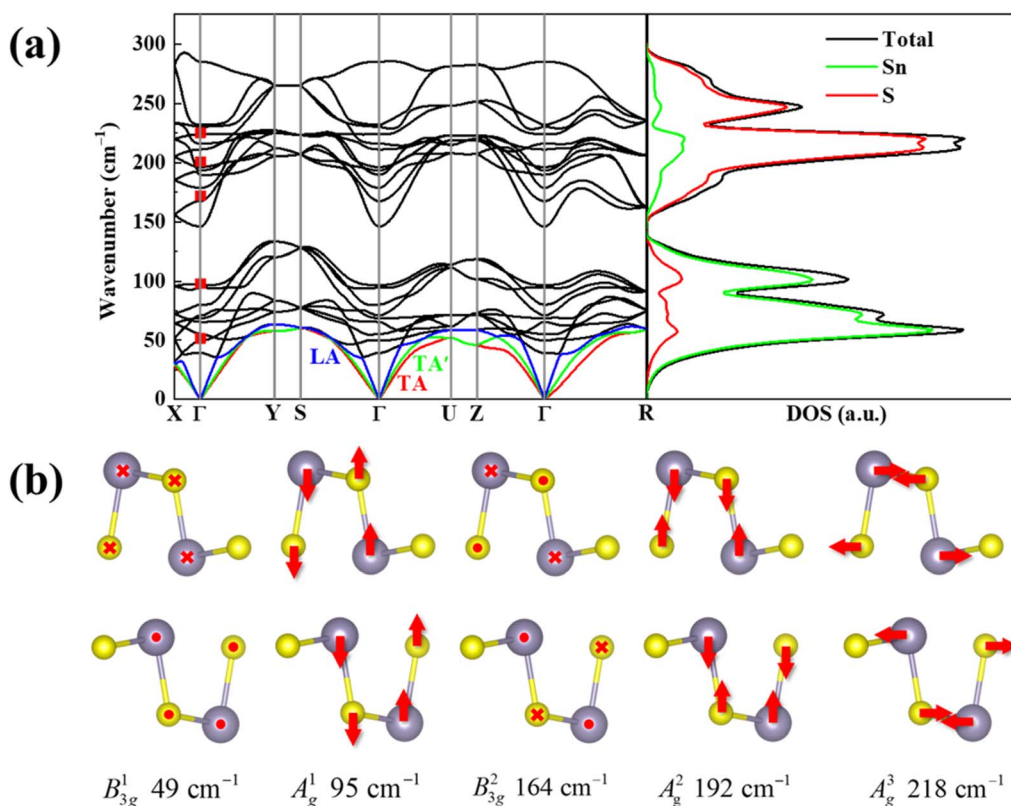 (a)
300
250
200
150
100
50
0
Wavenumber (cm⁻¹)
LA
TA′
TA
X Γ Y S Γ U Z Γ R
Total
Sn
S
DOS (a.u.)
(b)
B¹₃g 49 cm⁻¹
A¹g 95 cm⁻¹
B²₃g 164 cm⁻¹
A²g 192 cm⁻¹
A³g 218 cm⁻¹